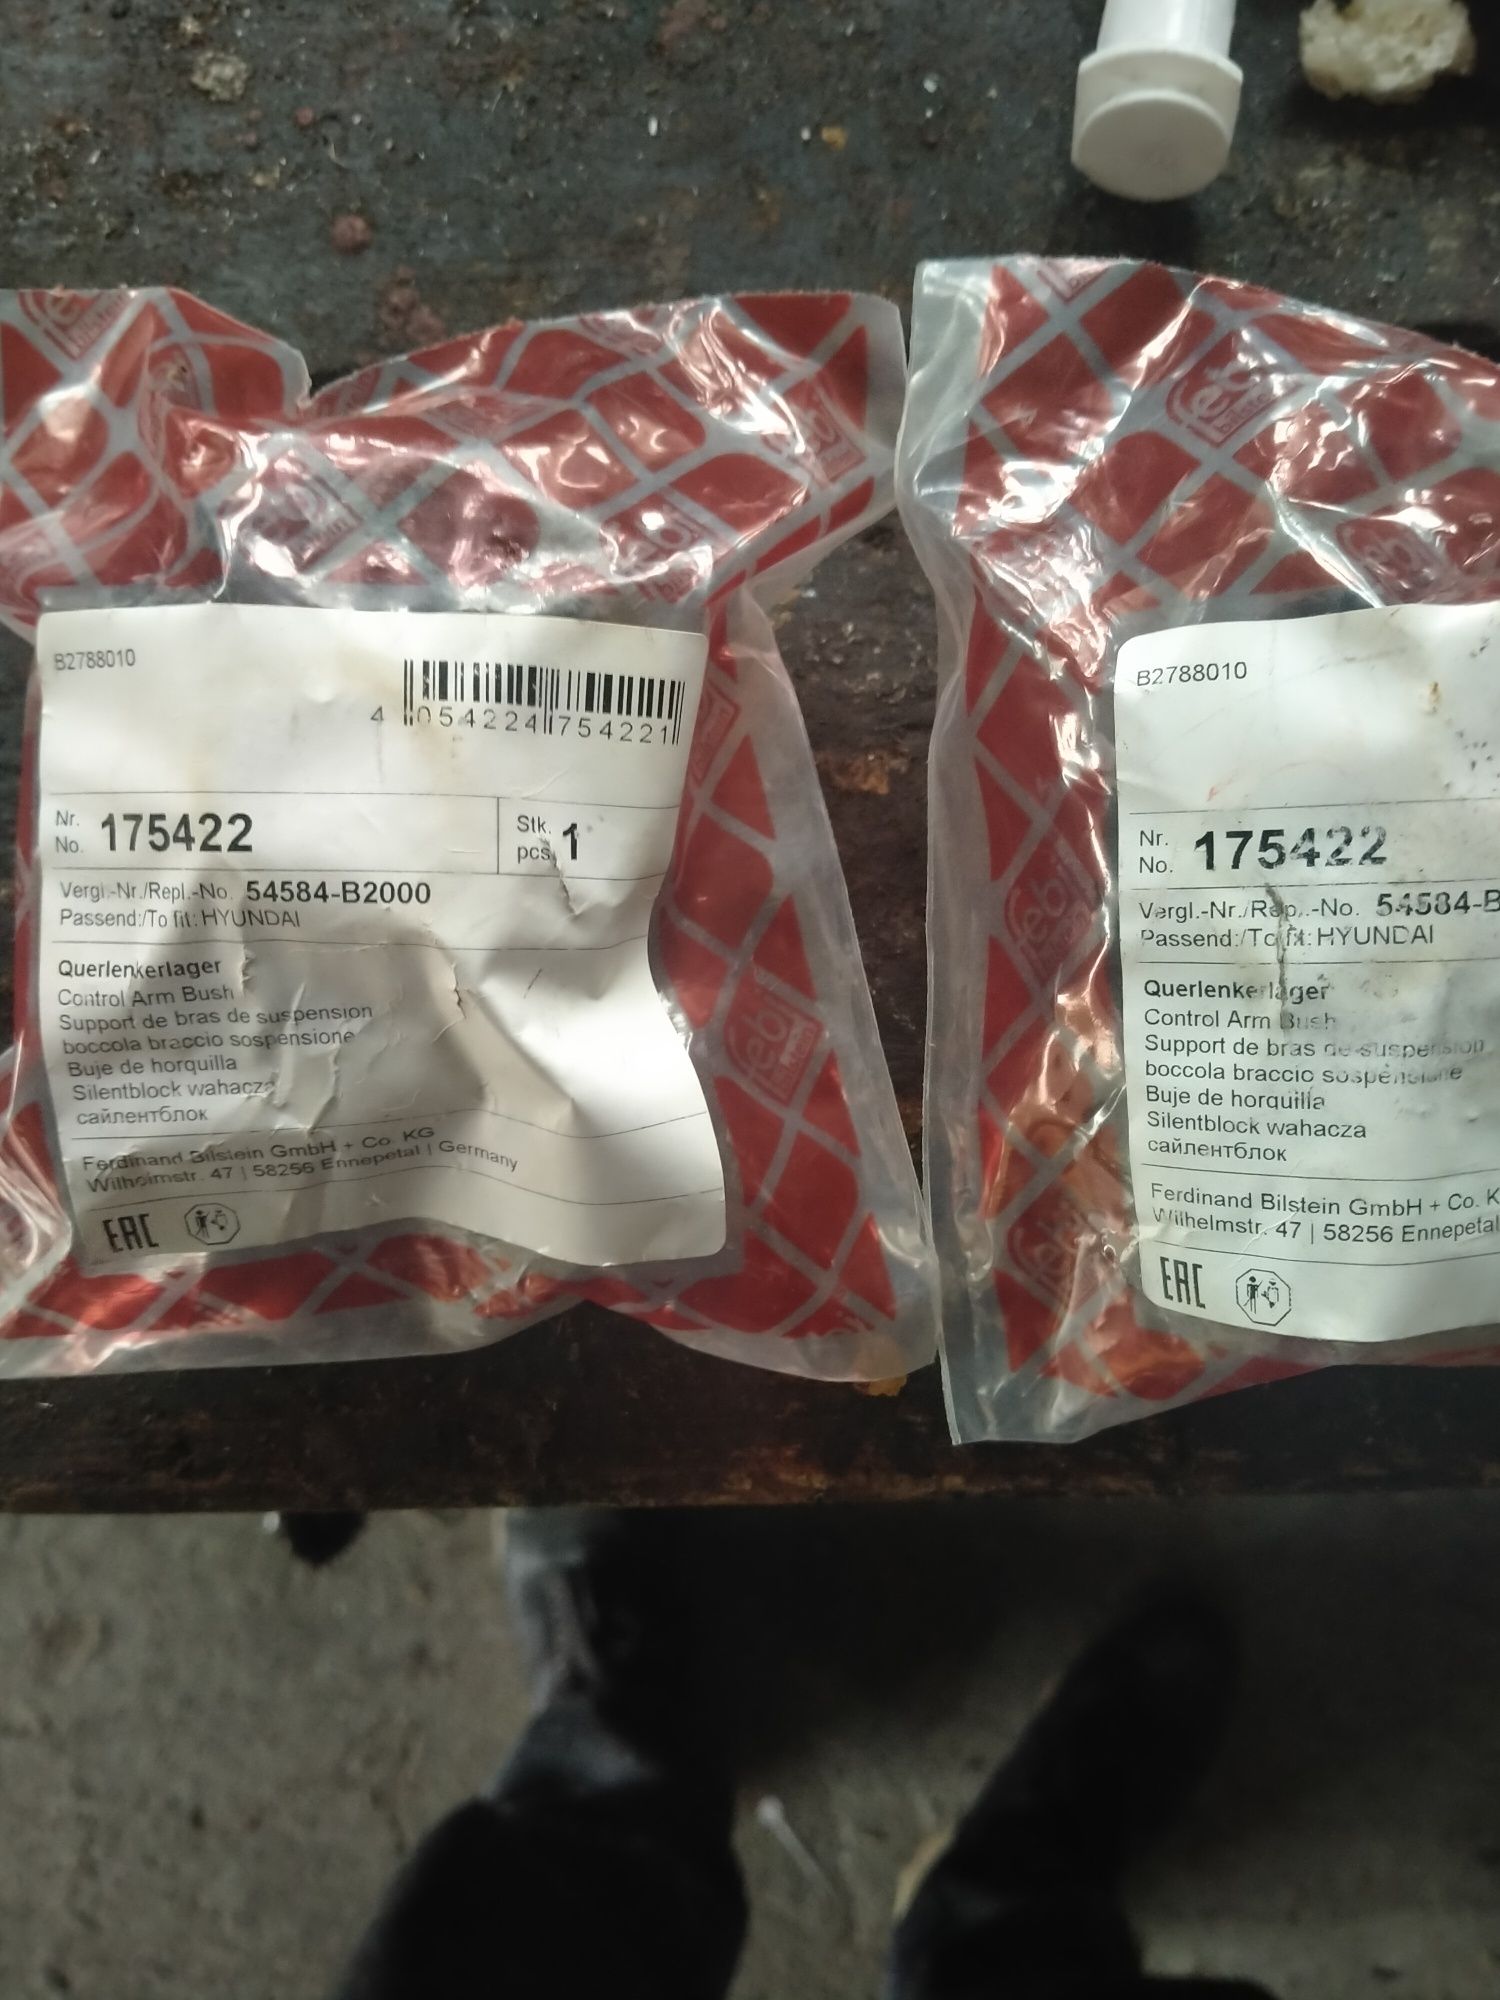 B2788010
4 054224 754221
Nr.
No. 175422
Stk.
pcs. 1
Vergl.-Nr./Repl.-No. 54584-B2000
Passend:/To fit: HYUNDAI
Querlenkerlager
Control Arm Bush
Support de bras de suspension
boccola braccio sospensione
Buje de horquilla
Silentblock wahacza
сайлентблок
Ferdinand Bilstein GmbH + Co. KG
Wilhelmstr. 47 | 58256 Ennepetal | Germany
EAC
B2788010
Nr.
No. 175422
Vergl.-Nr./Repl.-No. 54584-B
Passend:/To fit: HYUNDAI
Querlenkerlager
Control Arm Bush
Support de bras de suspension
boccola braccio sospensione
Buje de horquilla
Silentblock wahacza
сайлентблок
Ferdinand Bilstein GmbH + Co. K
Wilhelmstr. 47 | 58256 Ennepetal
EAC
febi
bilstein